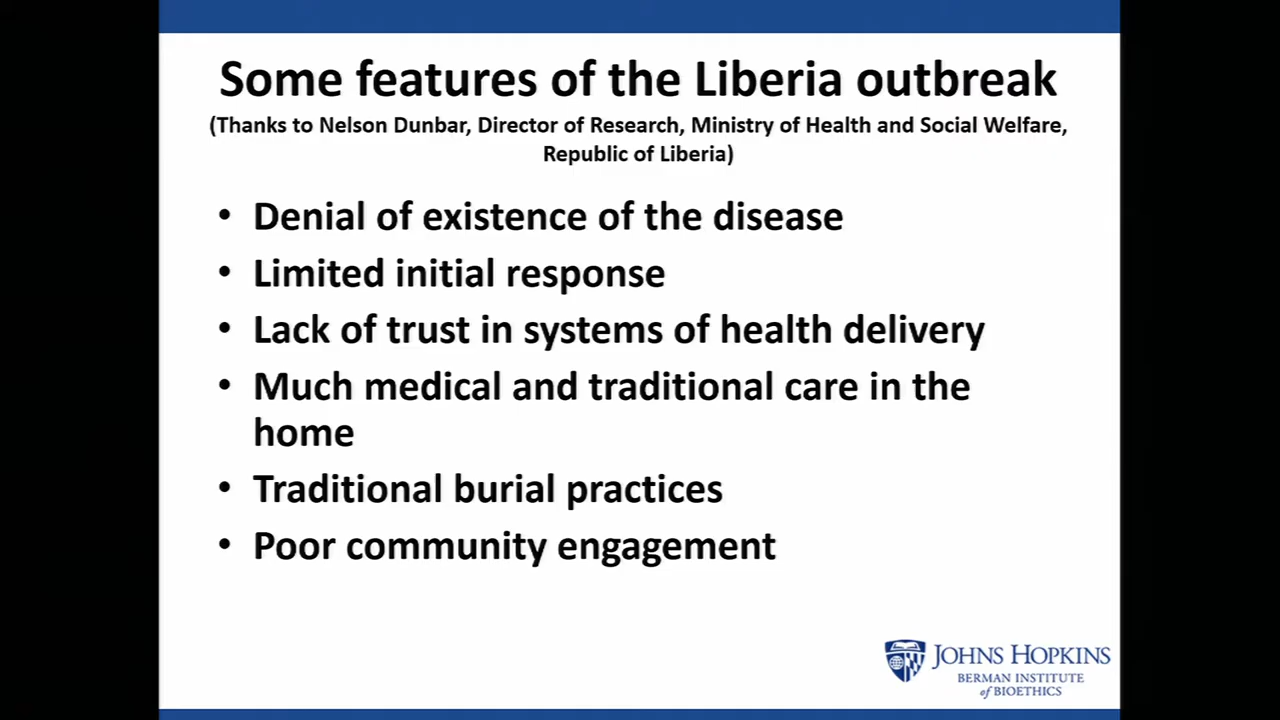 Some features of the Liberia outbreak
(Thanks to Nelson Dunbar, Director of Research, Ministry of Health and Social Welfare,
Republic of Liberia)
• Denial of existence of the disease
• Limited initial response
• Lack of trust in systems of health delivery
• Much medical and traditional care in the
home
• Traditional burial practices
• Poor community engagement
JOHNS HOPKINS
BERMAN INSTITUTE
of BIOETHICS